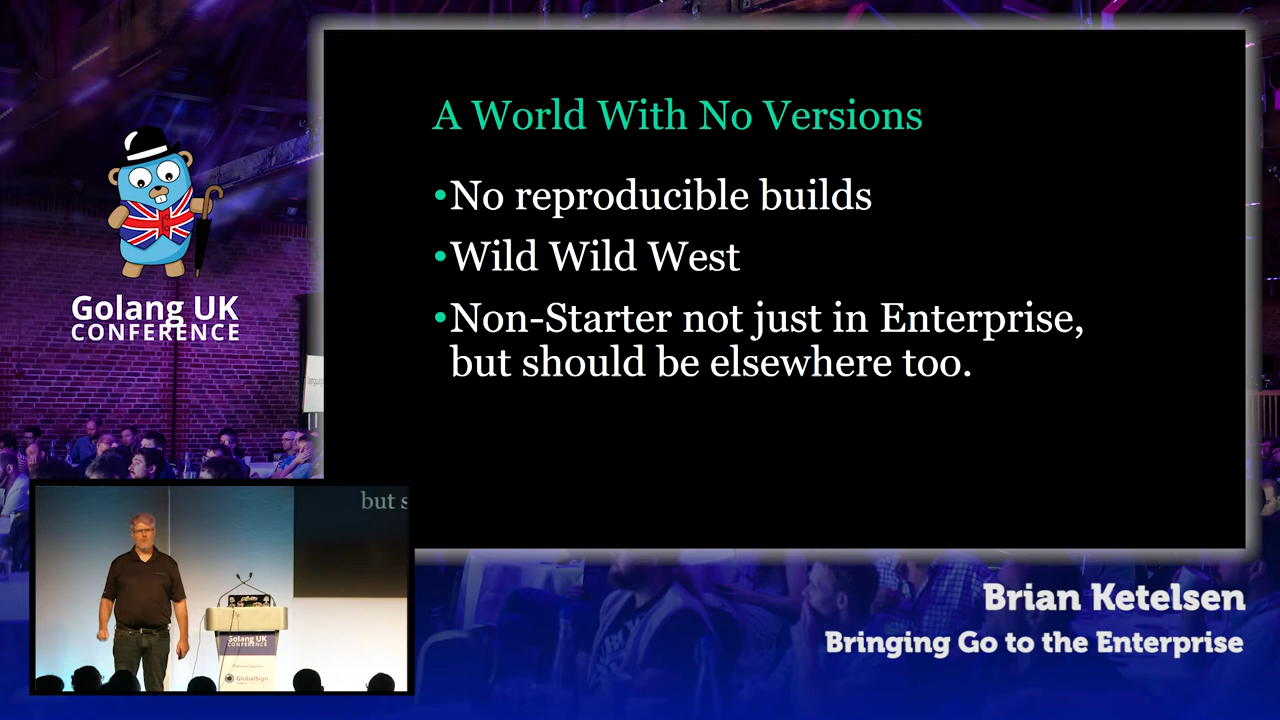 A World With No Versions
•No reproducible builds
•Wild Wild West
•Non-Starter not just in Enterprise,
but should be elsewhere too.
Golang UK
CONFERENCE
but s
Golang UK
CONFERENCE
GlobalSign
Brian Ketelsen
Bringing Go to the Enterprise